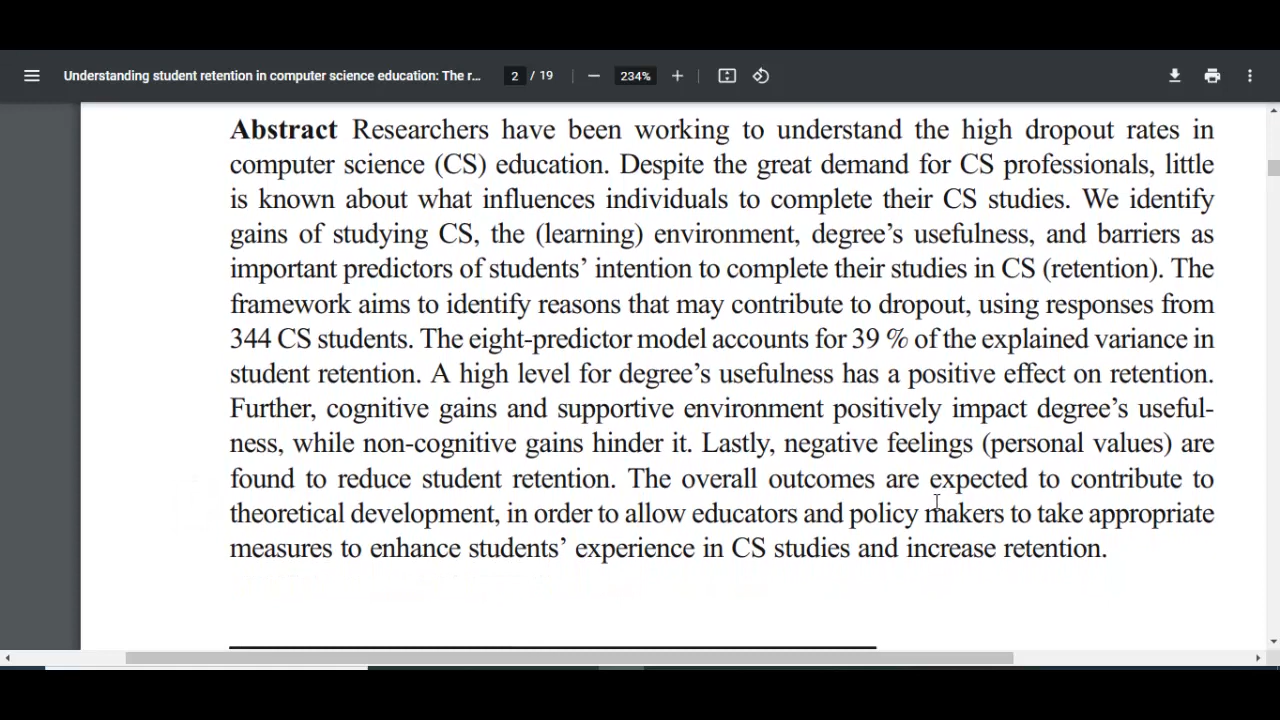 Understanding student retention in computer science education: The r...
2 / 19
234%
Abstract Researchers have been working to understand the high dropout rates in
computer science (CS) education. Despite the great demand for CS professionals, little
is known about what influences individuals to complete their CS studies. We identify
gains of studying CS, the (learning) environment, degree’s usefulness, and barriers as
important predictors of students’ intention to complete their studies in CS (retention). The
framework aims to identify reasons that may contribute to dropout, using responses from
344 CS students. The eight-predictor model accounts for 39 % of the explained variance in
student retention. A high level for degree’s usefulness has a positive effect on retention.
Further, cognitive gains and supportive environment positively impact degree’s useful-
ness, while non-cognitive gains hinder it. Lastly, negative feelings (personal values) are
found to reduce student retention. The overall outcomes are expected to contribute to
theoretical development, in order to allow educators and policy makers to take appropriate
measures to enhance students’ experience in CS studies and increase retention.